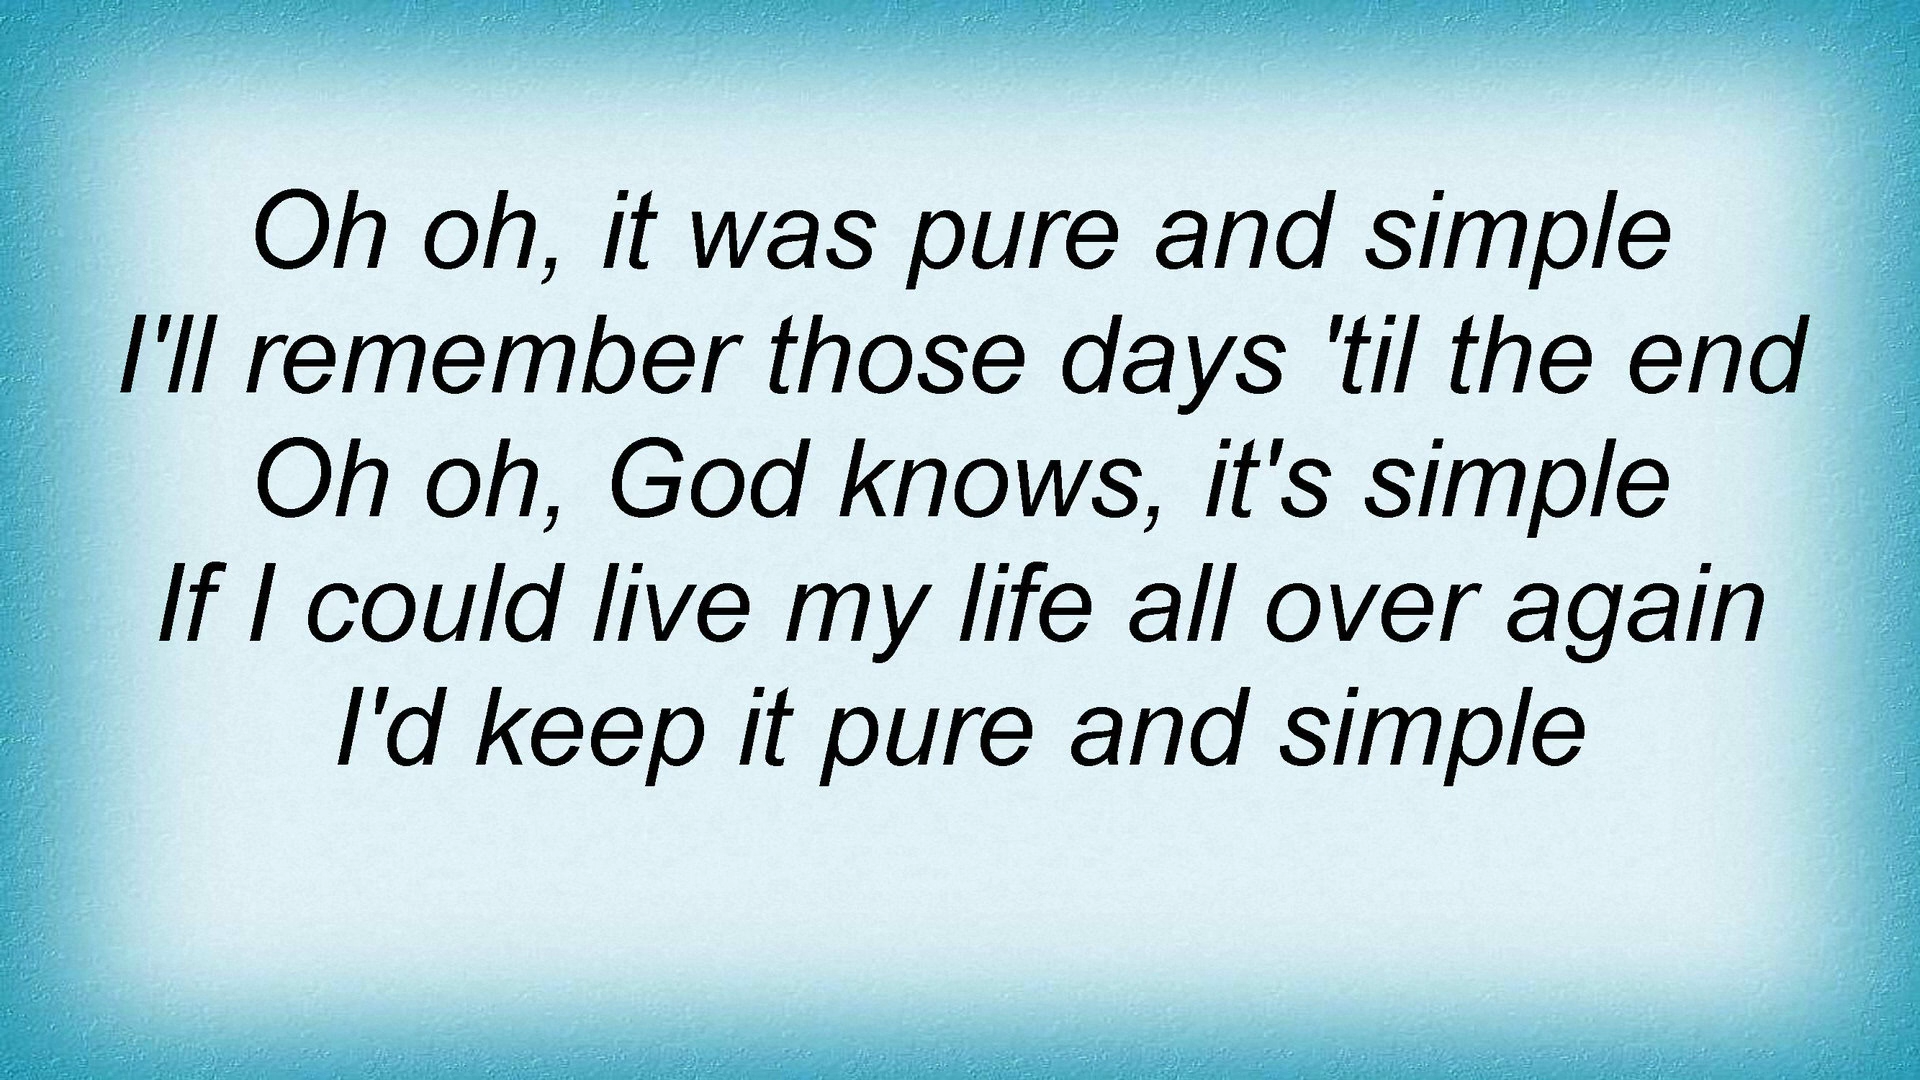 Oh oh, it was pure and simple
I'll remember those days 'til the end
Oh oh, God knows, it's simple
If I could live my life all over again
I'd keep it pure and simple